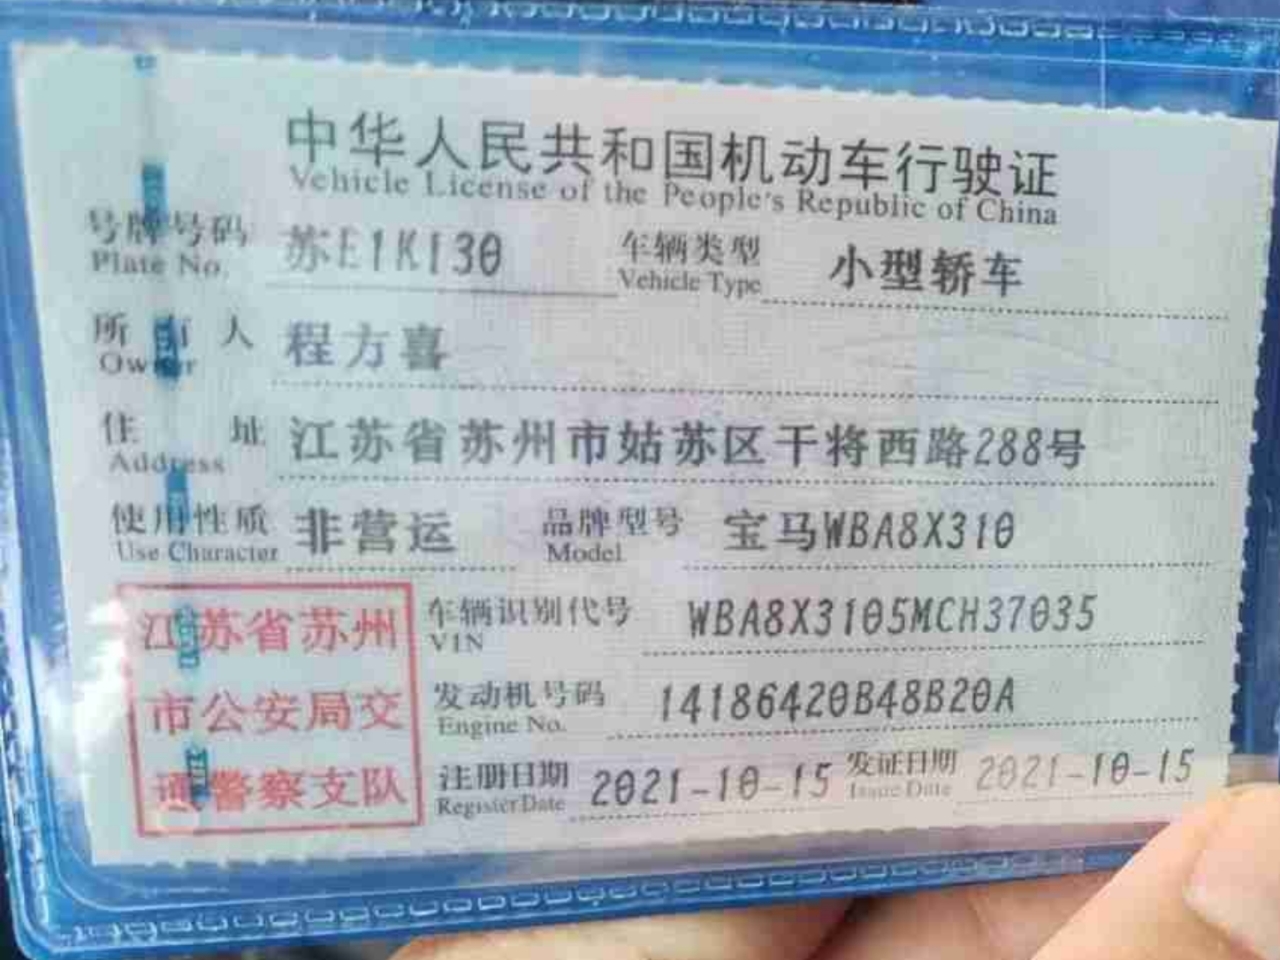 中华人民共和国机动车行驶证
Vehicle License of the People's Republic of China
号牌号码 苏E1K130 车辆类型 小型轿车
Plate No. Vehicle Type
所有人 程方喜
Owner
住址 江苏省苏州市姑苏区干将西路288号
Address
使用性质 非营运 品牌型号 宝马WBA8X310
Use Character Model
江苏省苏州
市公安局交
通警察支队
车辆识别代号 WBA8X3105MCH37035
VIN
发动机号码 14186420B48B20A
Engine No.
注册日期 2021-10-15 发证日期 2021-10-15
Register Date Issue Date